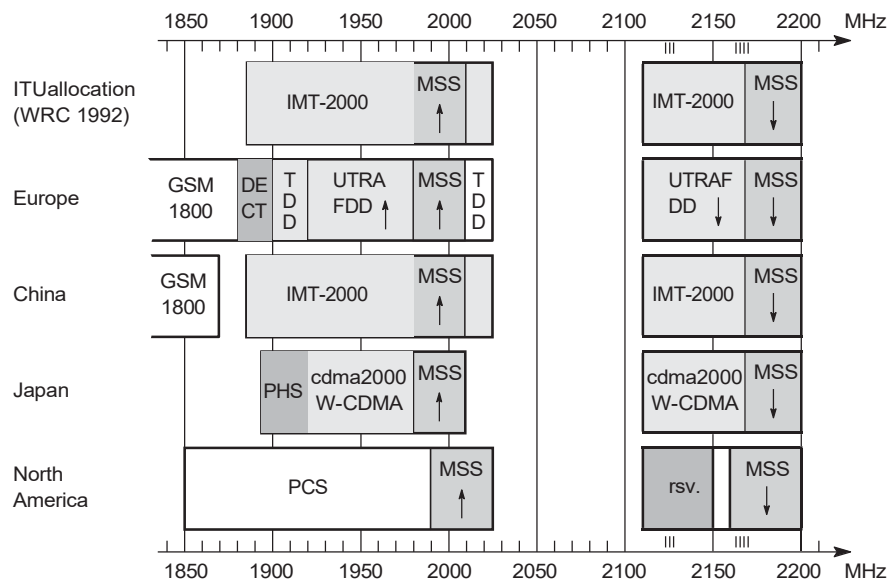 1850 1900 1950 2000 2050 2100 2150 2200 MHz
ITUallocation
(WRC 1992)
IMT-2000
MSS
IMT-2000
MSS
Europe
GSM
1800
DE
CT
T
D
D
UTRA
FDD
MSS
T
D
D
UTRAF
DD
MSS
China
GSM
1800
IMT-2000
MSS
IMT-2000
MSS
Japan
PHS
cdma2000
W-CDMA
MSS
cdma2000
W-CDMA
MSS
North
America
PCS
MSS
rsv.
MSS
1850 1900 1950 2000 2050 2100 2150 2200 MHz